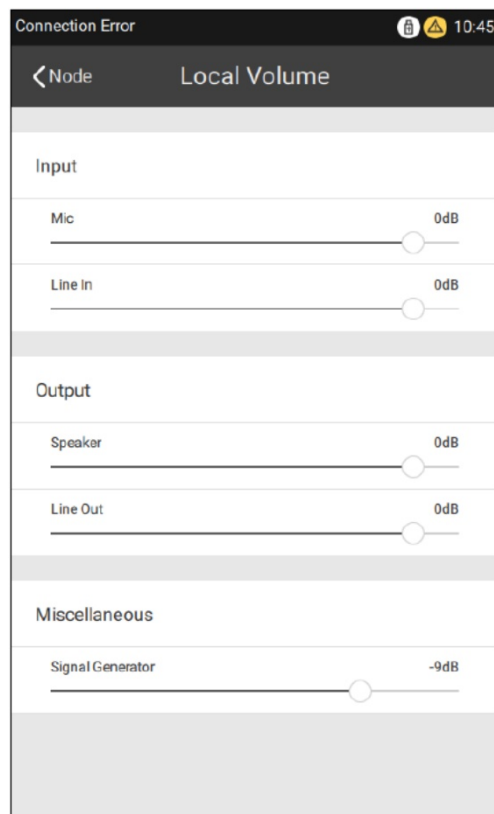 Connection Error 10:45
Node Local Volume
Input
Mic 0dB
Line In 0dB
Output
Speaker 0dB
Line Out 0dB
Miscellaneous
Signal Generator -9dB